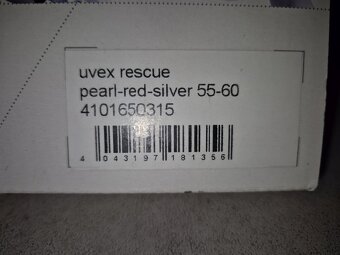 uvex rescue
pearl-red-silver 55-60
4101650315
4 043197 181356